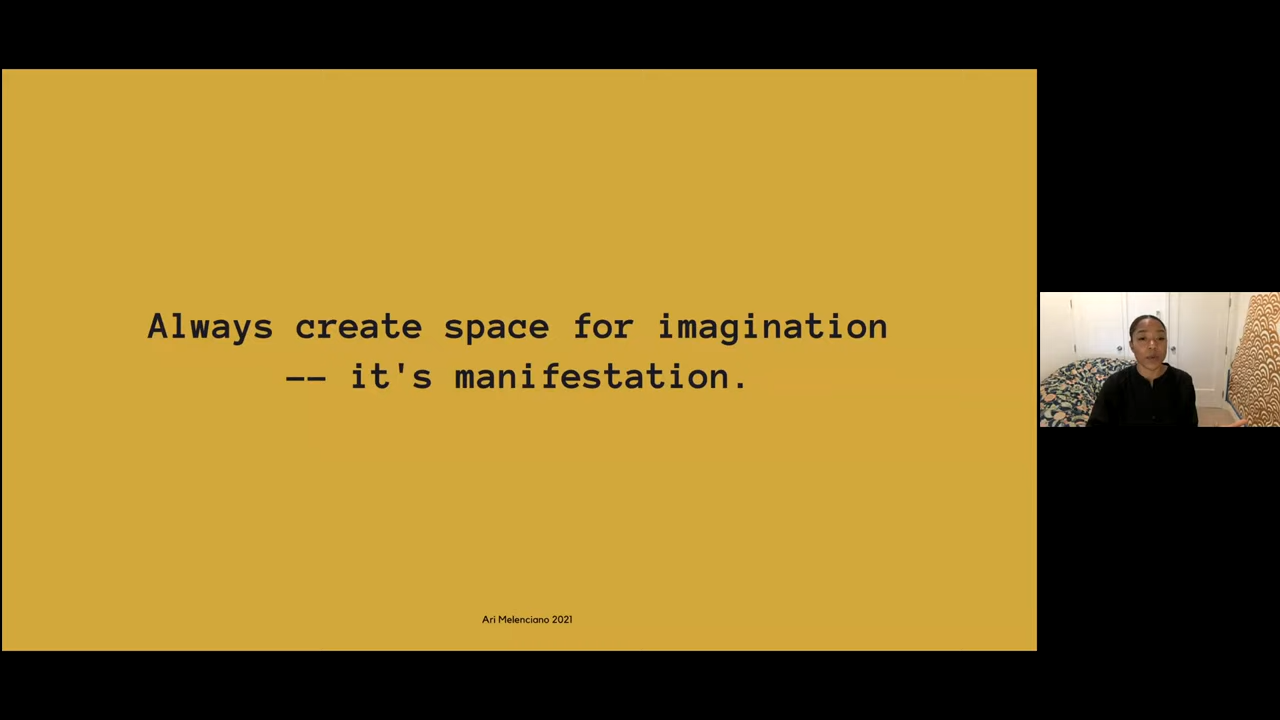 Always create space for imagination
-- it's manifestation.
Ari Melenciano 2021